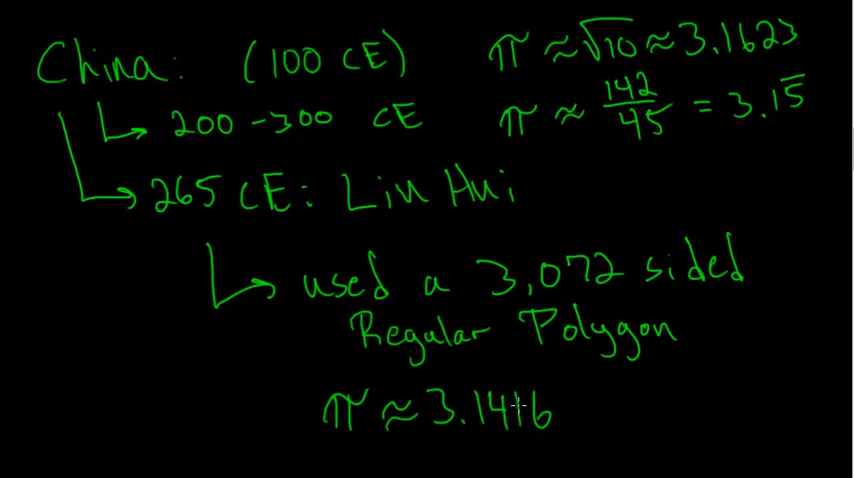 China: (100 CE) π ≈ √10 ≈ 3.1623
↳ 200-300 CE π ≈ 142/45 = 3.15̅
↳ 265 CE: Liu Hui
↳ used a 3,072 sided
Regular Polygon
π ≈ 3.1416